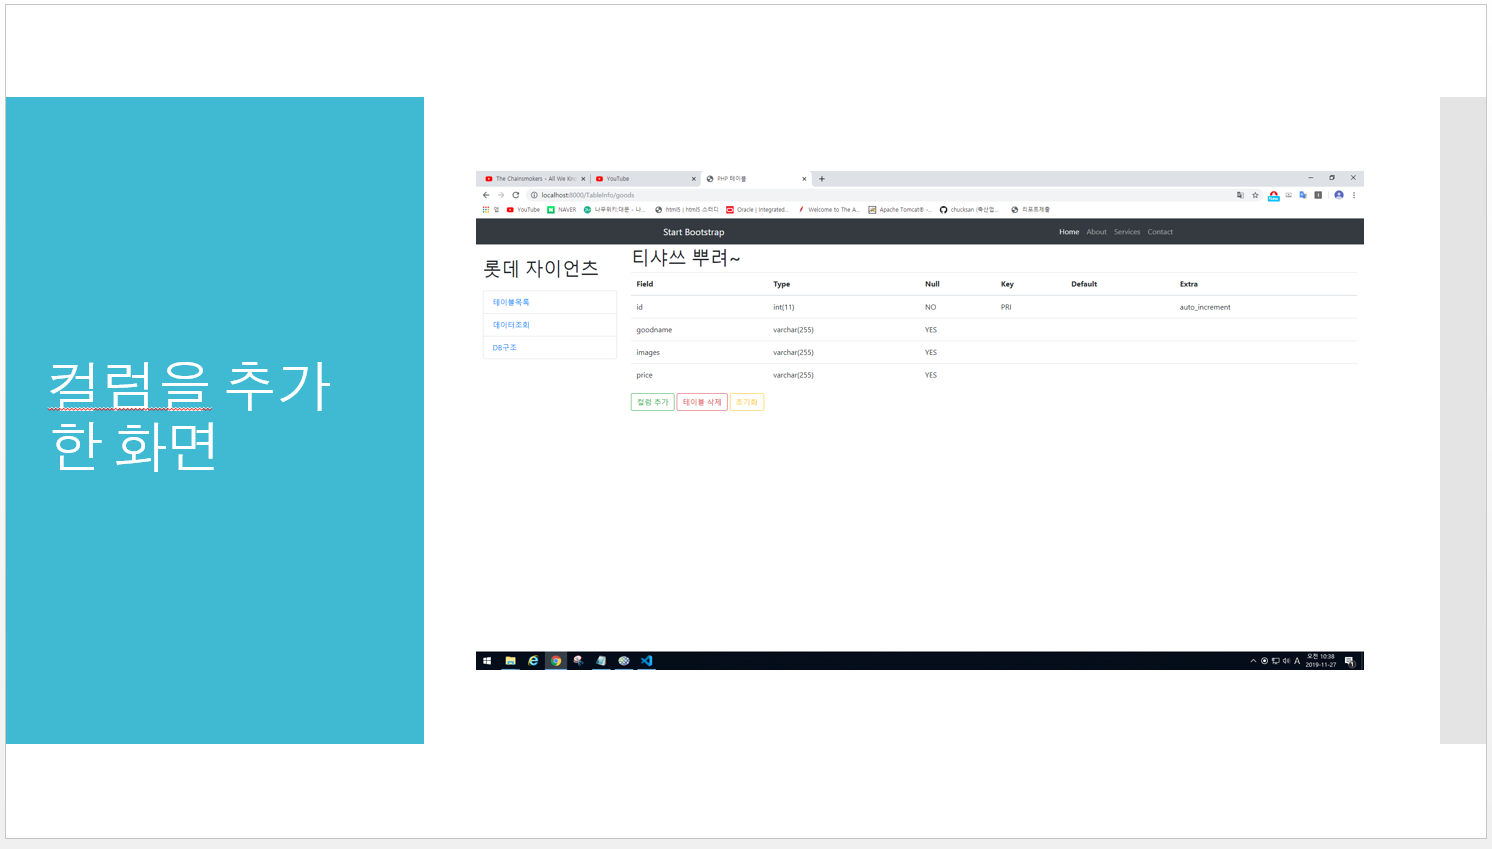 컬럼을 추가
한 화면
The Chainsmokers - All We Kno
YouTube
PHP 테이블
localhost:8000/TableInfo/goods
앱
YouTube
NAVER
나무위키:대문 - 나...
html5 | html5 스터디
Oracle | Integrated...
Welcome to The A...
Apache Tomcat® -...
chucksan (축산업...
리포트제출
Start Bootstrap
Home
About
Services
Contact
롯데 자이언츠
테이블목록
데이터조회
DB구조
티샤쓰 뿌려~
Field Type Null Key Default Extra
id int(11) NO PRI auto_increment
goodname varchar(255) YES
images varchar(255) YES
price varchar(255) YES
컬럼 추가 테이블 삭제 초기화
A
오전 10:38
2019-11-27